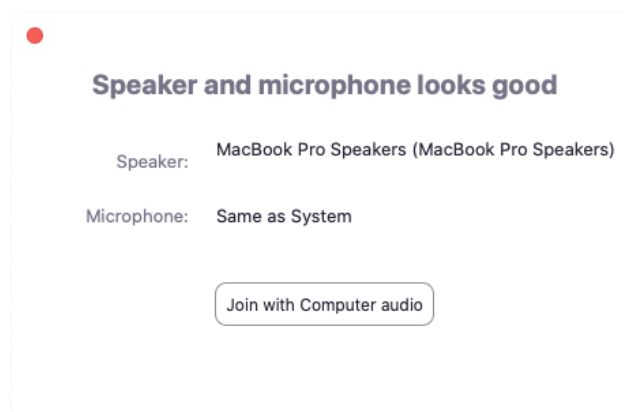 Speaker and microphone looks good
Speaker: MacBook Pro Speakers (MacBook Pro Speakers)
Microphone: Same as System
Join with Computer audio